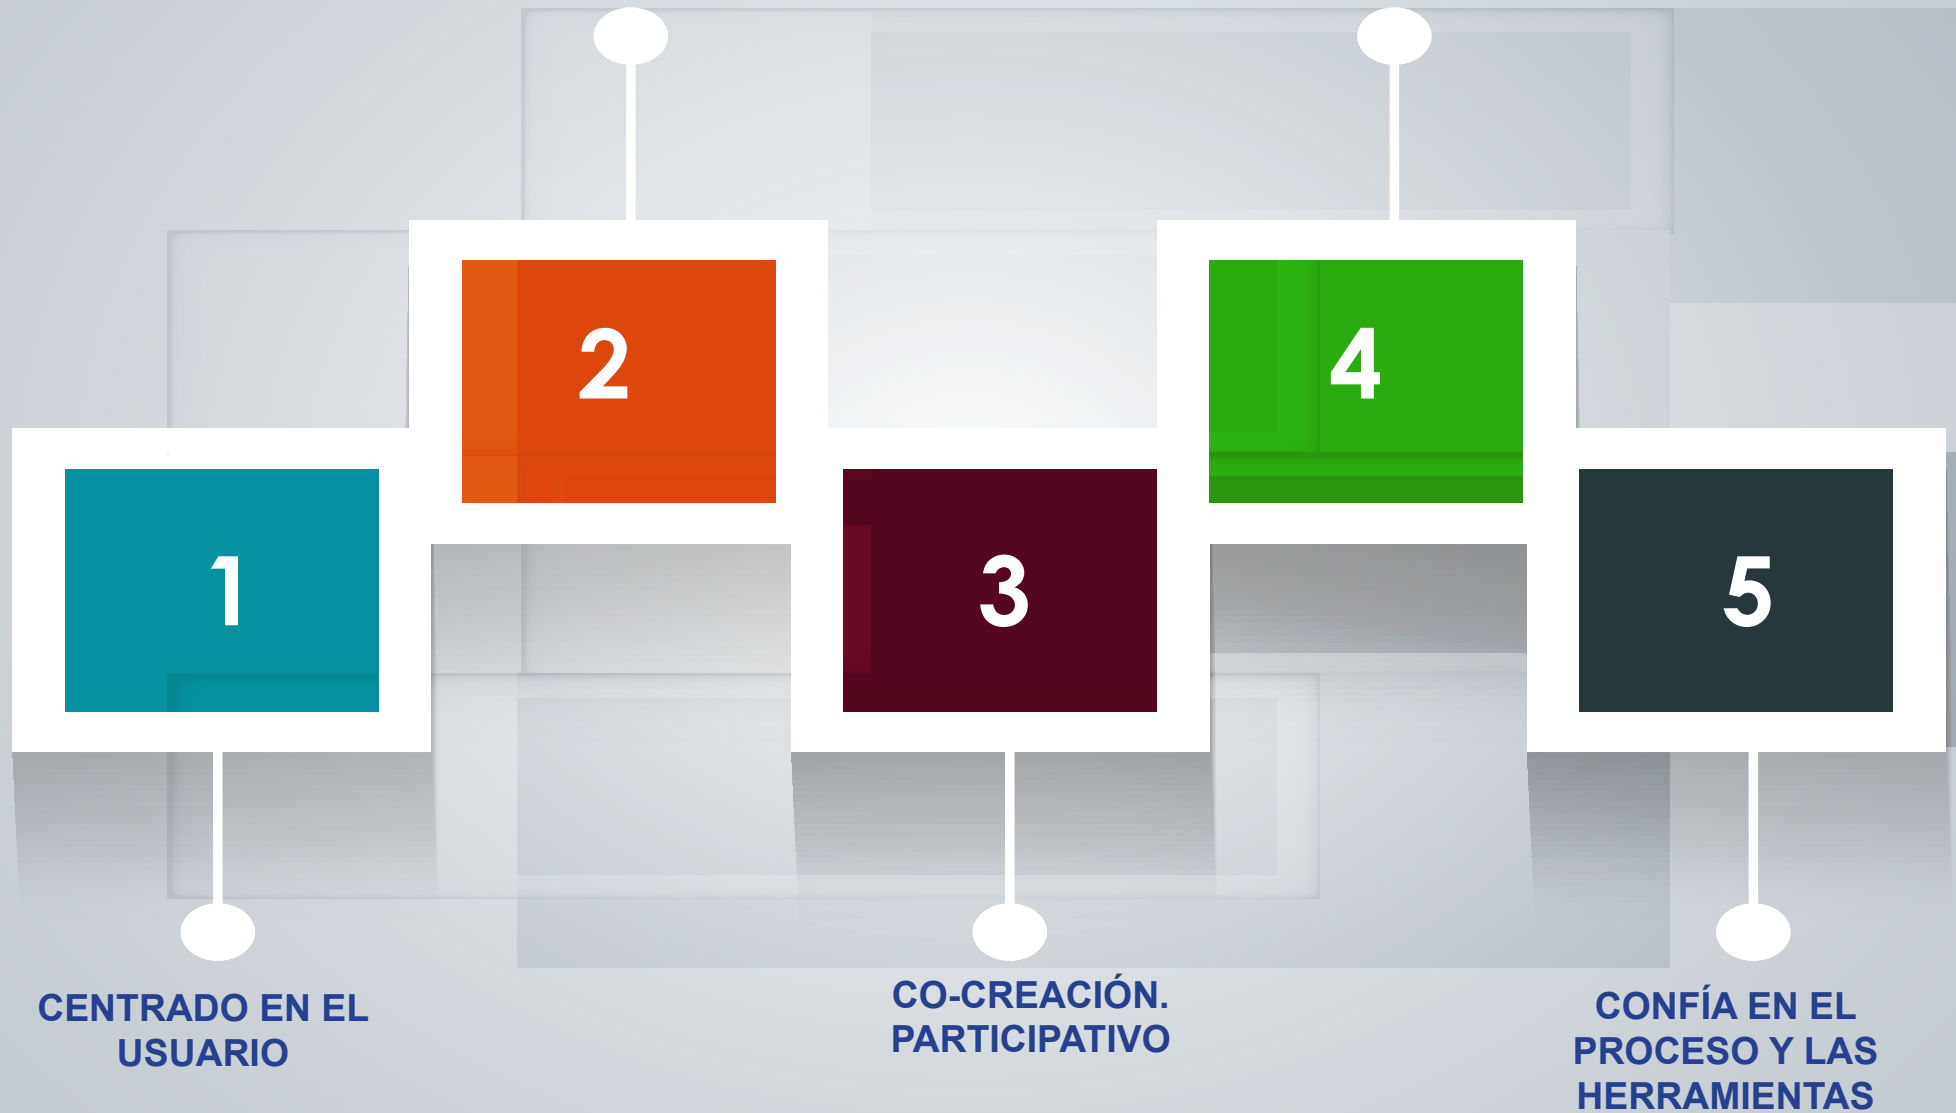 2
4
1
3
5
CENTRADO EN EL
USUARIO
CO-CREACIÓN.
PARTICIPATIVO
CONFÍA EN EL
PROCESO Y LAS
HERRAMIENTAS